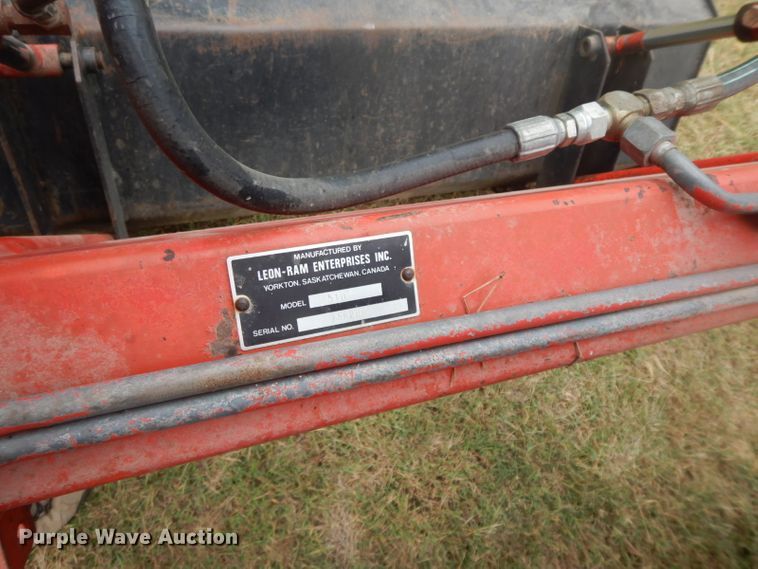 MANUFACTURED BY
LEON-RAM ENTERPRISES INC.
YORKTON, SASKATCHEWAN, CANADA
MODEL
SERIAL NO.
Purple Wave Auction